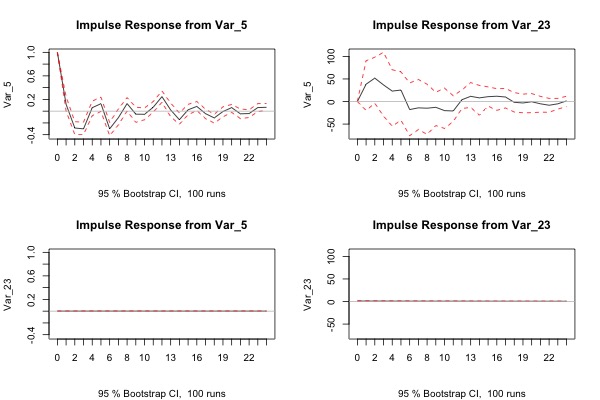 Impulse Response from Var_5
Var_5
1.0
0.6
0.2
-0.4
0 2 4 6 8 10 13 16 19 22
95 % Bootstrap CI,  100 runs
Impulse Response from Var_23
Var_5
100
50
0
-50
0 2 4 6 8 10 13 16 19 22
95 % Bootstrap CI,  100 runs
Impulse Response from Var_5
Var_23
1.0
0.6
0.2
-0.4
0 2 4 6 8 10 13 16 19 22
95 % Bootstrap CI,  100 runs
Impulse Response from Var_23
Var_23
100
50
0
-50
0 2 4 6 8 10 13 16 19 22
95 % Bootstrap CI,  100 runs